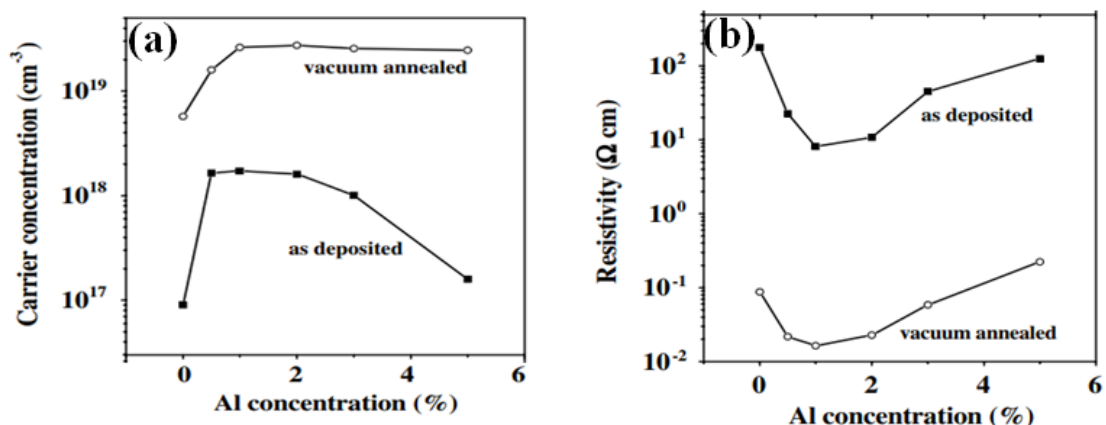 (a)
Carrier concentration (cm-3)
10^19
10^18
10^17
vacuum annealed
as deposited
0 2 4 6
Al concentration (%)
(b)
Resistivity (Ω cm)
10^2
10^1
10^0
10^-1
10^-2
as deposited
vacuum annealed
0 2 4 6
Al concentration (%)